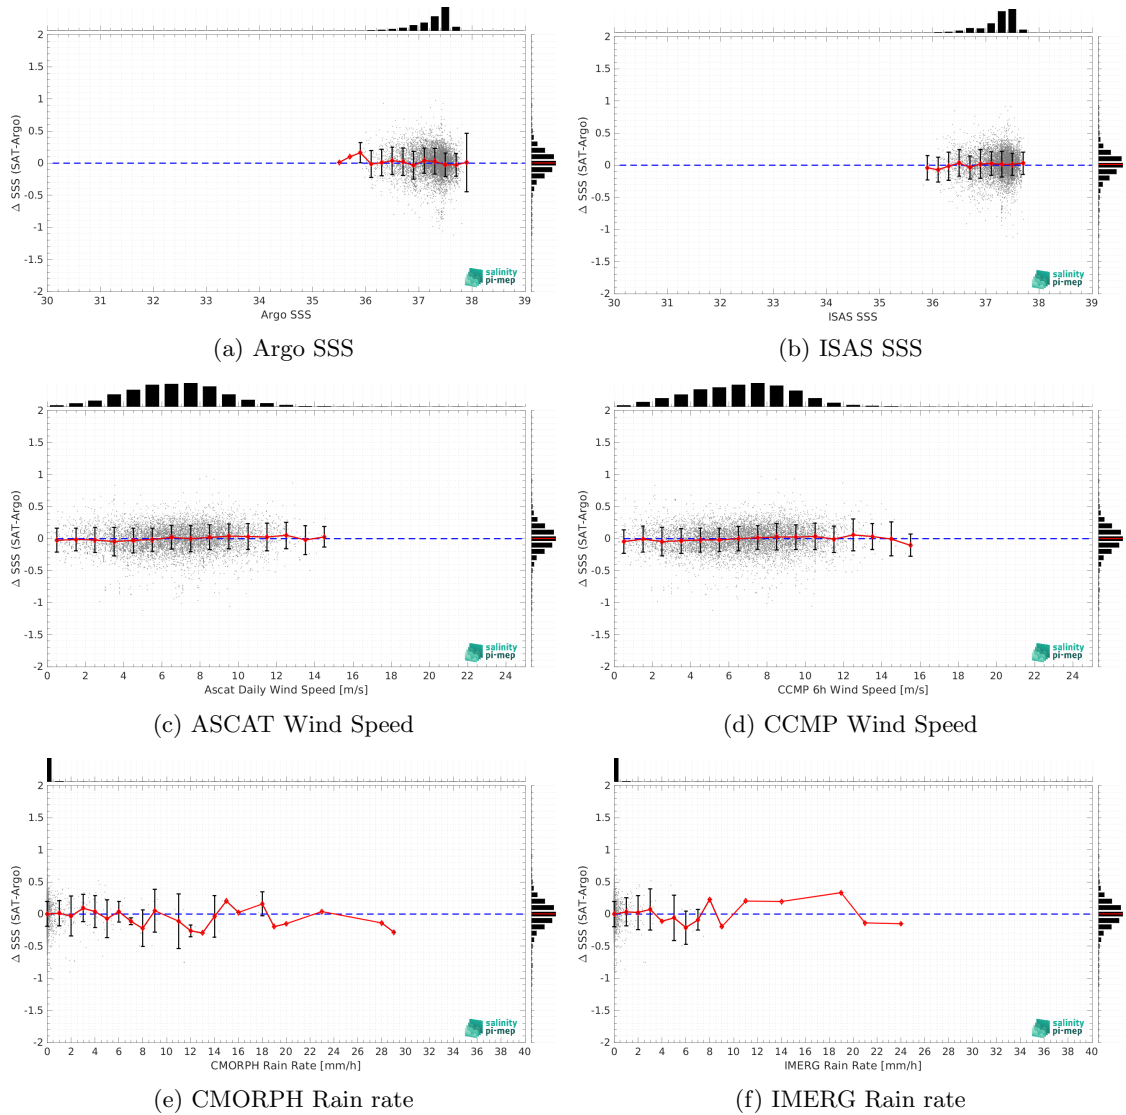 2
1.5
1
0.5
0
-0.5
-1
-1.5
-2
Δ SSS (SAT-Argo)
30 31 32 33 34 35 36 37 38 39
Argo SSS
salinity
pi-mep
(a) Argo SSS
2
1.5
1
0.5
0
-0.5
-1
-1.5
-2
Δ SSS (SAT-Argo)
30 31 32 33 34 35 36 37 38 39
ISAS SSS
salinity
pi-mep
(b) ISAS SSS
2
1.5
1
0.5
0
-0.5
-1
-1.5
-2
Δ SSS (SAT-Argo)
0 2 4 6 8 10 12 14 16 18 20 22 24
Ascat Daily Wind Speed [m/s]
salinity
pi-mep
(c) ASCAT Wind Speed
2
1.5
1
0.5
0
-0.5
-1
-1.5
-2
Δ SSS (SAT-Argo)
0 2 4 6 8 10 12 14 16 18 20 22 24
CCMP 6h Wind Speed [m/s]
salinity
pi-mep
(d) CCMP Wind Speed
2
1.5
1
0.5
0
-0.5
-1
-1.5
-2
Δ SSS (SAT-Argo)
0 2 4 6 8 10 12 14 16 18 20 22 24 26 28 30 32 34 36 38 40
CMORPH Rain Rate [mm/h]
salinity
pi-mep
(e) CMORPH Rain rate
2
1.5
1
0.5
0
-0.5
-1
-1.5
-2
Δ SSS (SAT-Argo)
0 2 4 6 8 10 12 14 16 18 20 22 24 26 28 30 32 34 36 38 40
IMERG Rain Rate [mm/h]
salinity
pi-mep
(f) IMERG Rain rate